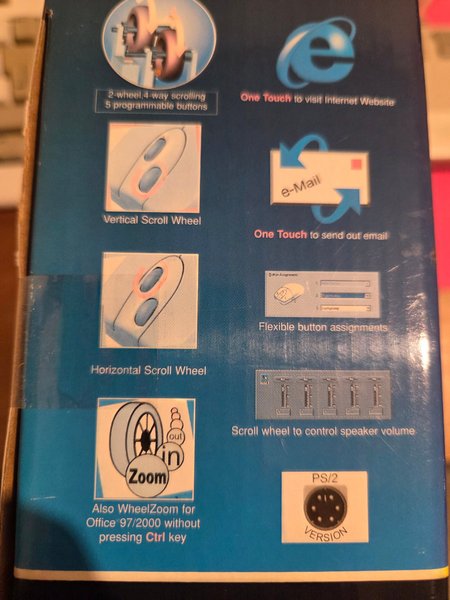 2-wheel,4-way scrolling
5 programmable buttons
One Touch to visit Internet Website
Vertical Scroll Wheel
e-Mail
One Touch to send out email
Flexible button assignments
Horizontal Scroll Wheel
Scroll wheel to control speaker volume
out
in
Zoom
Also WheelZoom for
Office '97/2000 without
pressing Ctrl key
PS/2
VERSION